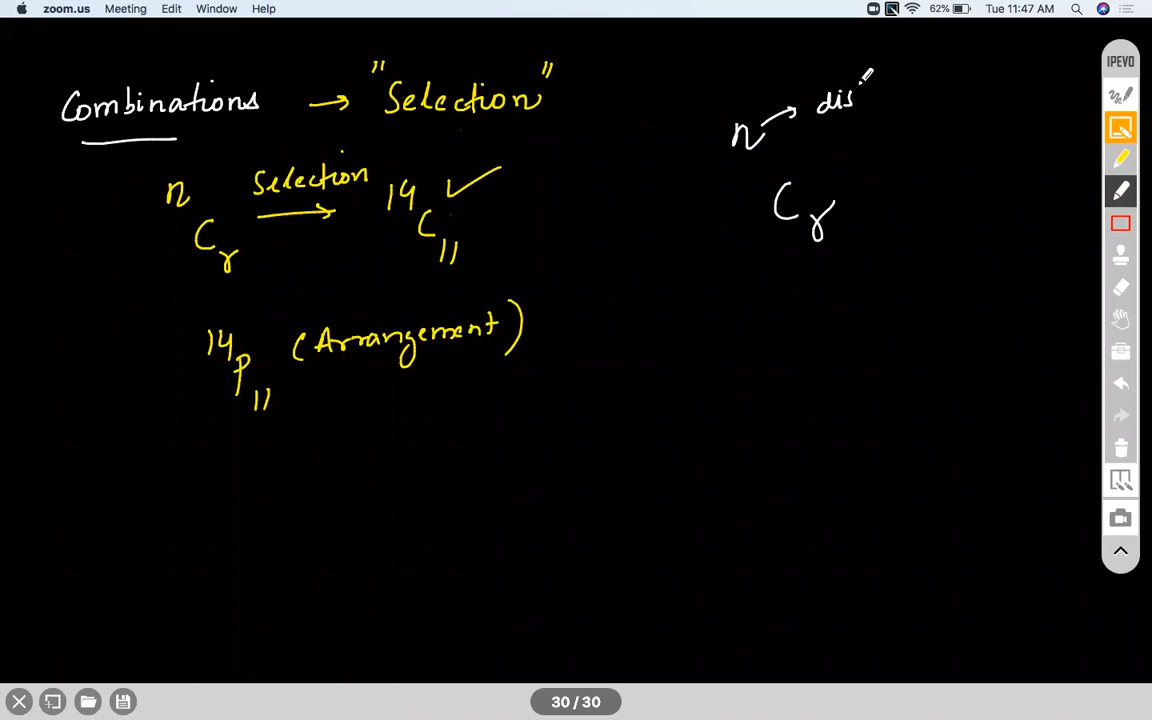 zoom.us Meeting Edit Window Help 62% Tue 11:47 AM
IPEVO
Combinations → "Selection"
n → dis
n C r Selection → 14 C 11 ✓
C r
14 P 11 (Arrangement)
30 / 30